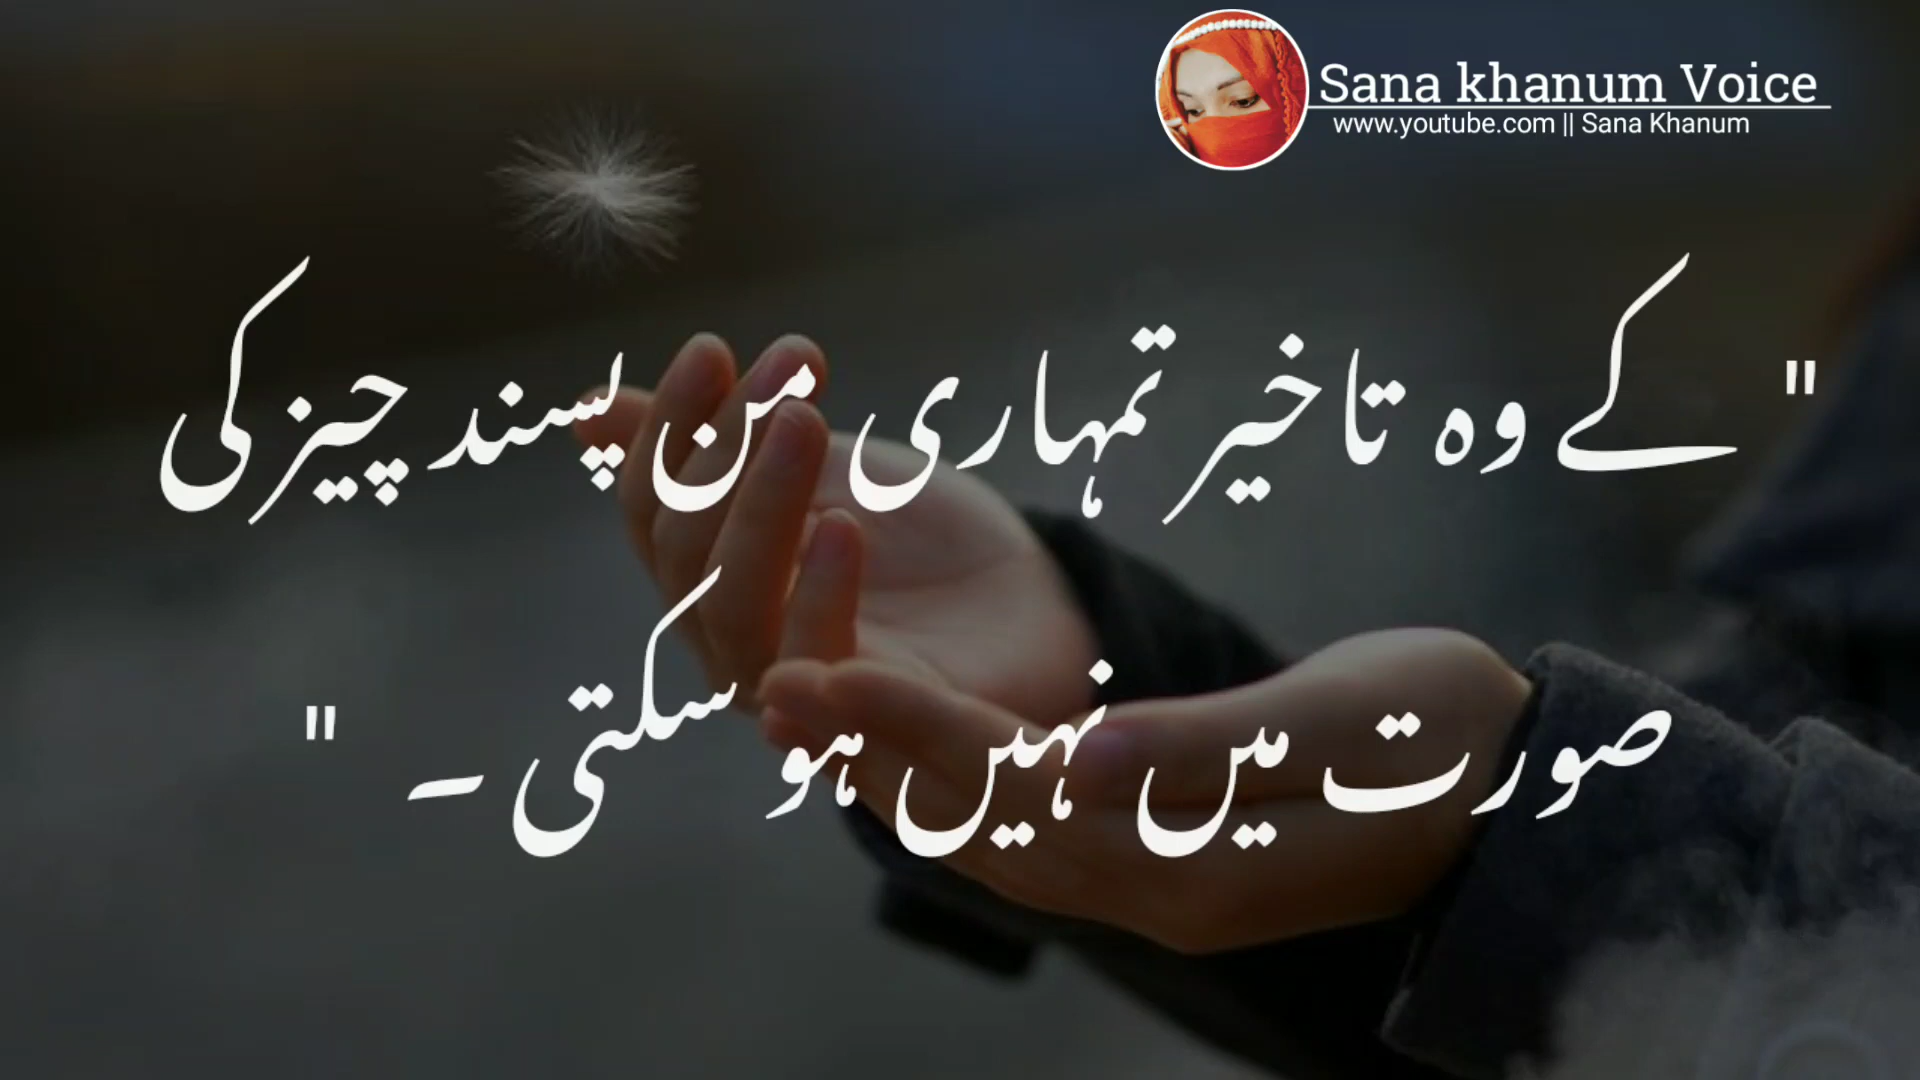 Sana khanum Voice
www.youtube.com || Sana Khanum
" کے وہ تاخیر تمہاری من پسند چیز کی
صورت میں نہیں ہو سکتی ۔ "